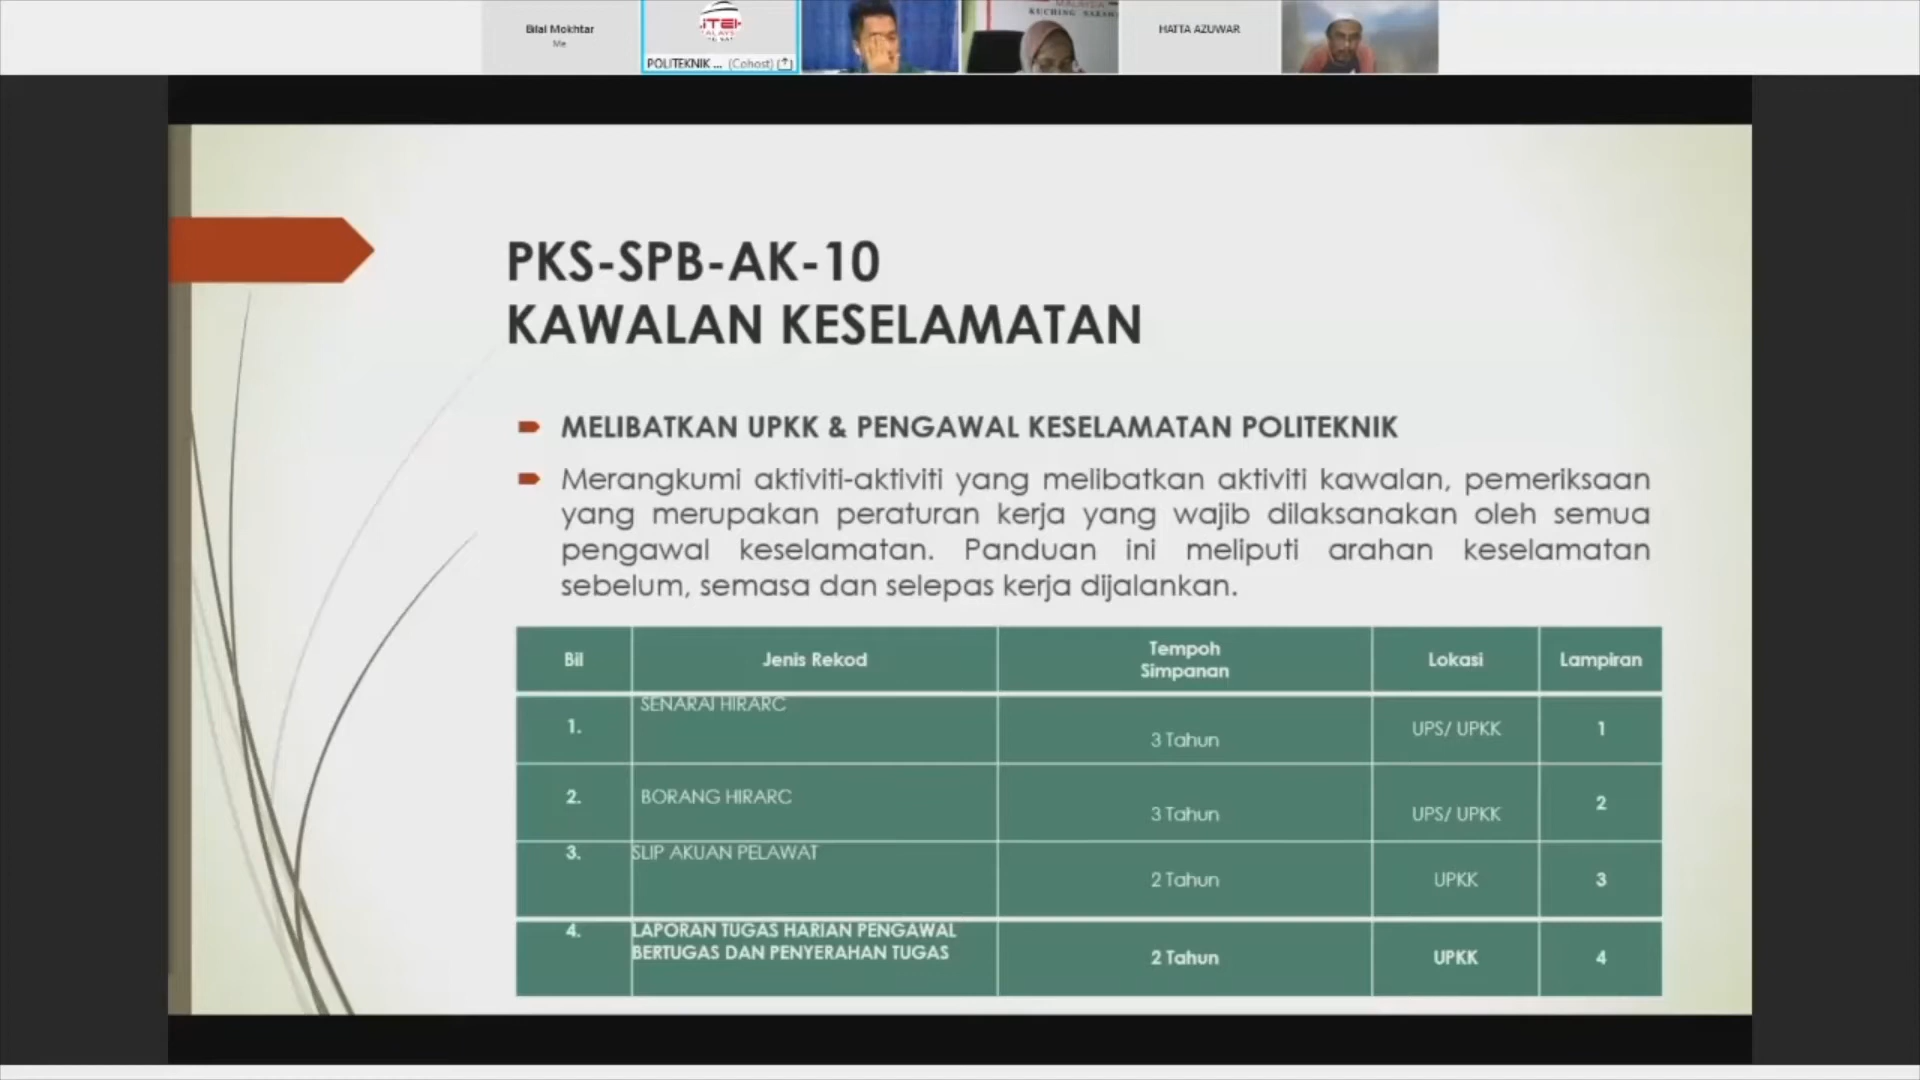 Bilal Mokhtar
Me
POLITEKNIK ... (Cohost)
MALAYSIA
KUCHING SARAWA
HATTA AZUWAR
PKS-SPB-AK-10
KAWALAN KESELAMATAN
MELIBATKAN UPKK & PENGAWAL KESELAMATAN POLITEKNIK
Merangkumi aktiviti-aktiviti yang melibatkan aktiviti kawalan, pemeriksaan
yang merupakan peraturan kerja yang wajib dilaksanakan oleh semua
pengawal keselamatan. Panduan ini meliputi arahan keselamatan
sebelum, semasa dan selepas kerja dijalankan.
Bil Jenis Rekod Tempoh Simpanan Lokasi Lampiran
1. SENARAI HIRARC 3 Tahun UPS/ UPKK 1
2. BORANG HIRARC 3 Tahun UPS/ UPKK 2
3. SLIP AKUAN PELAWAT 2 Tahun UPKK 3
4. LAPORAN TUGAS HARIAN PENGAWAL BERTUGAS DAN PENYERAHAN TUGAS 2 Tahun UPKK 4